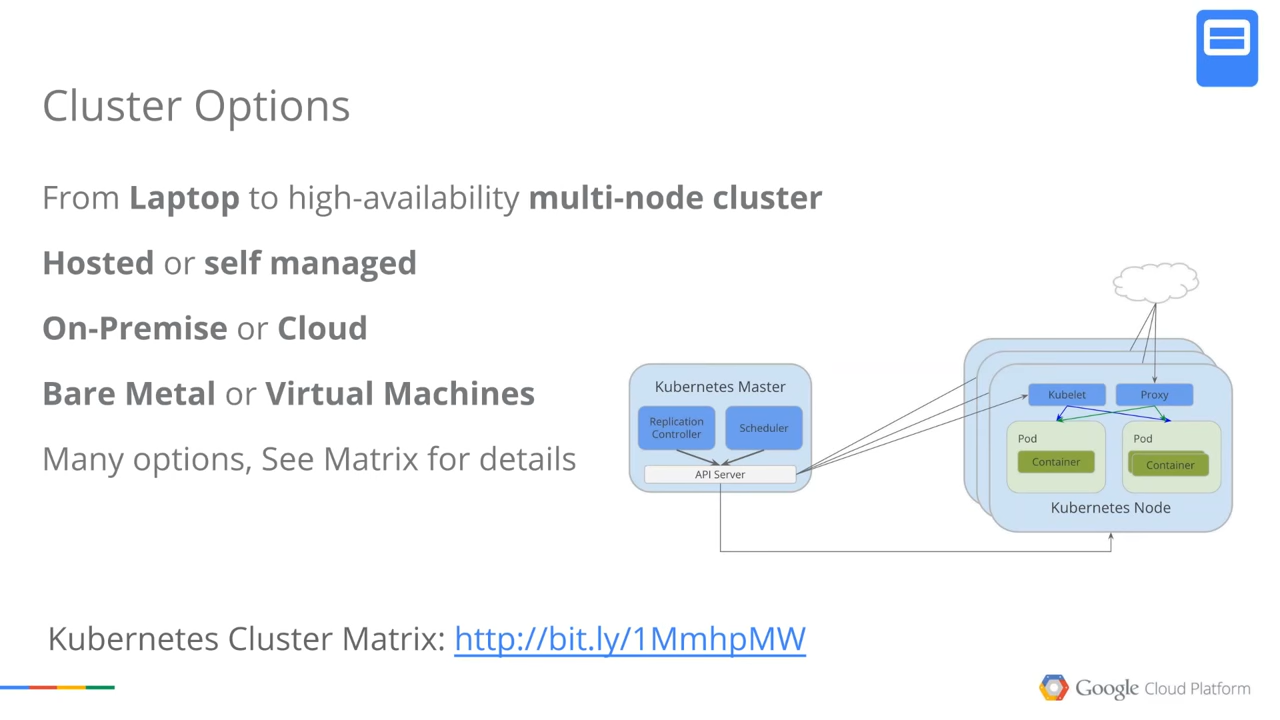 Cluster Options
From Laptop to high-availability multi-node cluster
Hosted or self managed
On-Premise or Cloud
Bare Metal or Virtual Machines
Many options, See Matrix for details
Kubernetes Master
Replication
Controller
Scheduler
API Server
Kubelet
Proxy
Pod
Container
Pod
Container
Kubernetes Node
Kubernetes Cluster Matrix: http://bit.ly/1MmhpMW
Google Cloud Platform